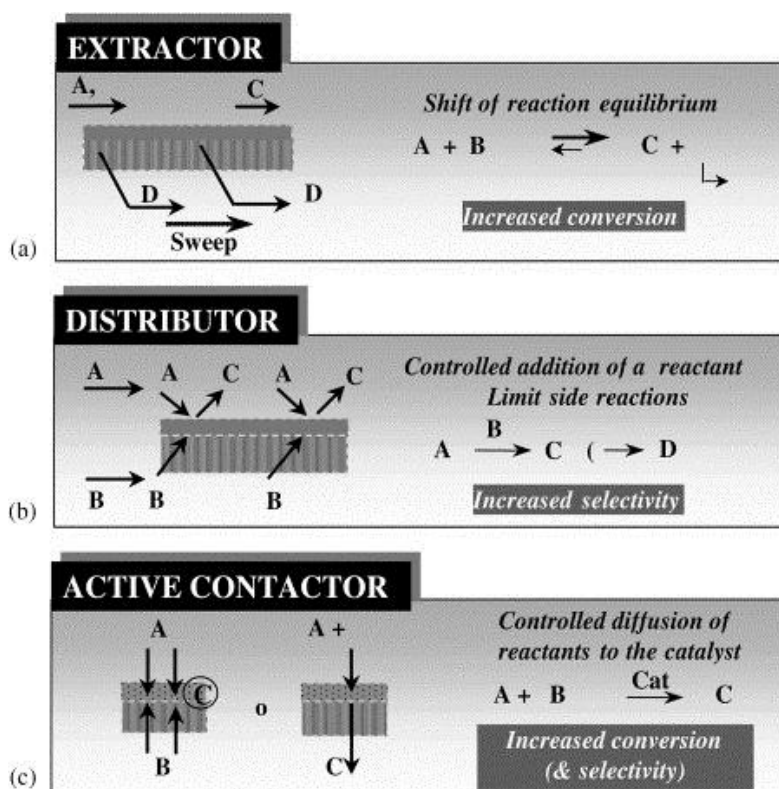 EXTRACTOR
A,
C
Shift of reaction equilibrium
A + B
C +
D
D
Sweep
Increased conversion
(a)
DISTRIBUTOR
A
A
C
A
C
Controlled addition of a reactant
Limit side reactions
B
A
C
(
D
B
B
B
Increased selectivity
(b)
ACTIVE CONTACTOR
A
A +
Controlled diffusion of
reactants to the catalyst
C
Cat
A + B
C
o
B
C
Increased conversion
(& selectivity)
(c)